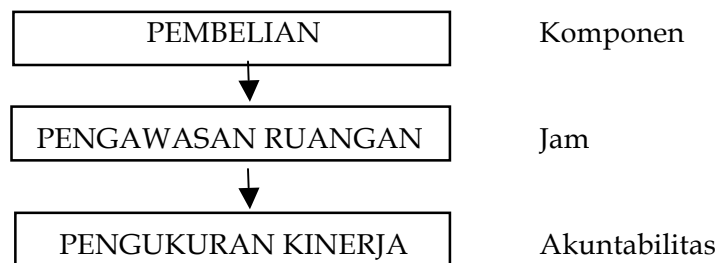 PEMBELIAN Komponen
PENGAWASAN RUANGAN Jam
PENGUKURAN KINERJA Akuntabilitas